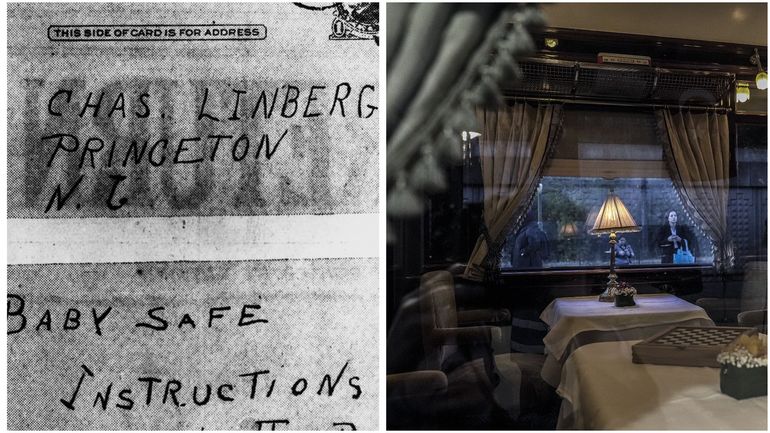 THIS SIDE OF CARD IS FOR ADDRESS
CHAS. LINBERG
PRINCETON
N. J
BABY SAFE
INSTRUCTIONS